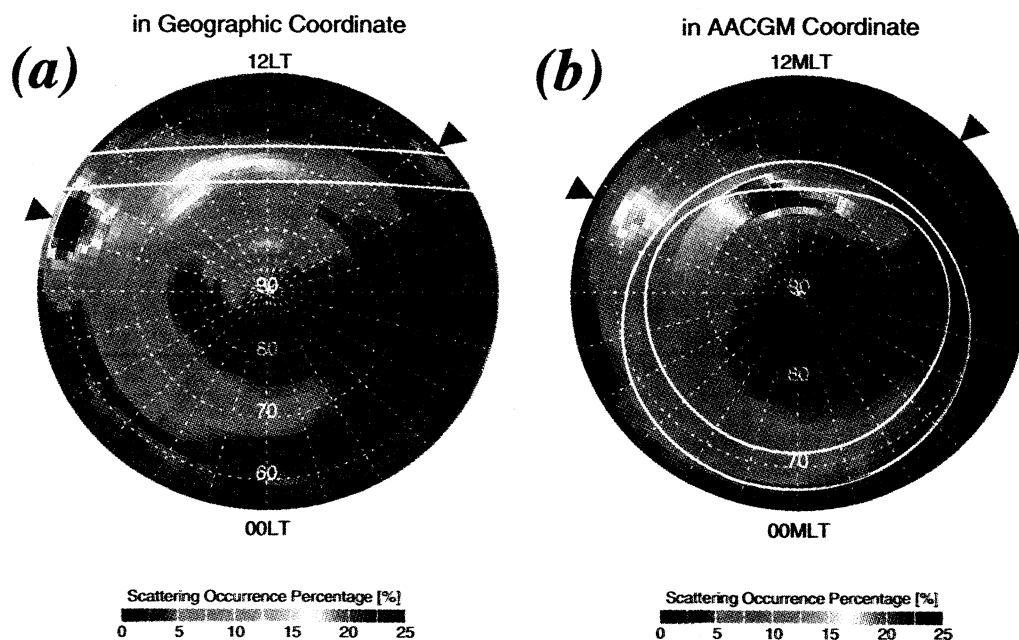 in Geographic Coordinate
(a)
12LT
90
80
70
60
00LT
Scattering Occurrence Percentage [%]
0 5 10 15 20 25
in AACGM Coordinate
(b)
12MLT
90
80
70
00MLT
Scattering Occurrence Percentage [%]
0 5 10 15 20 25